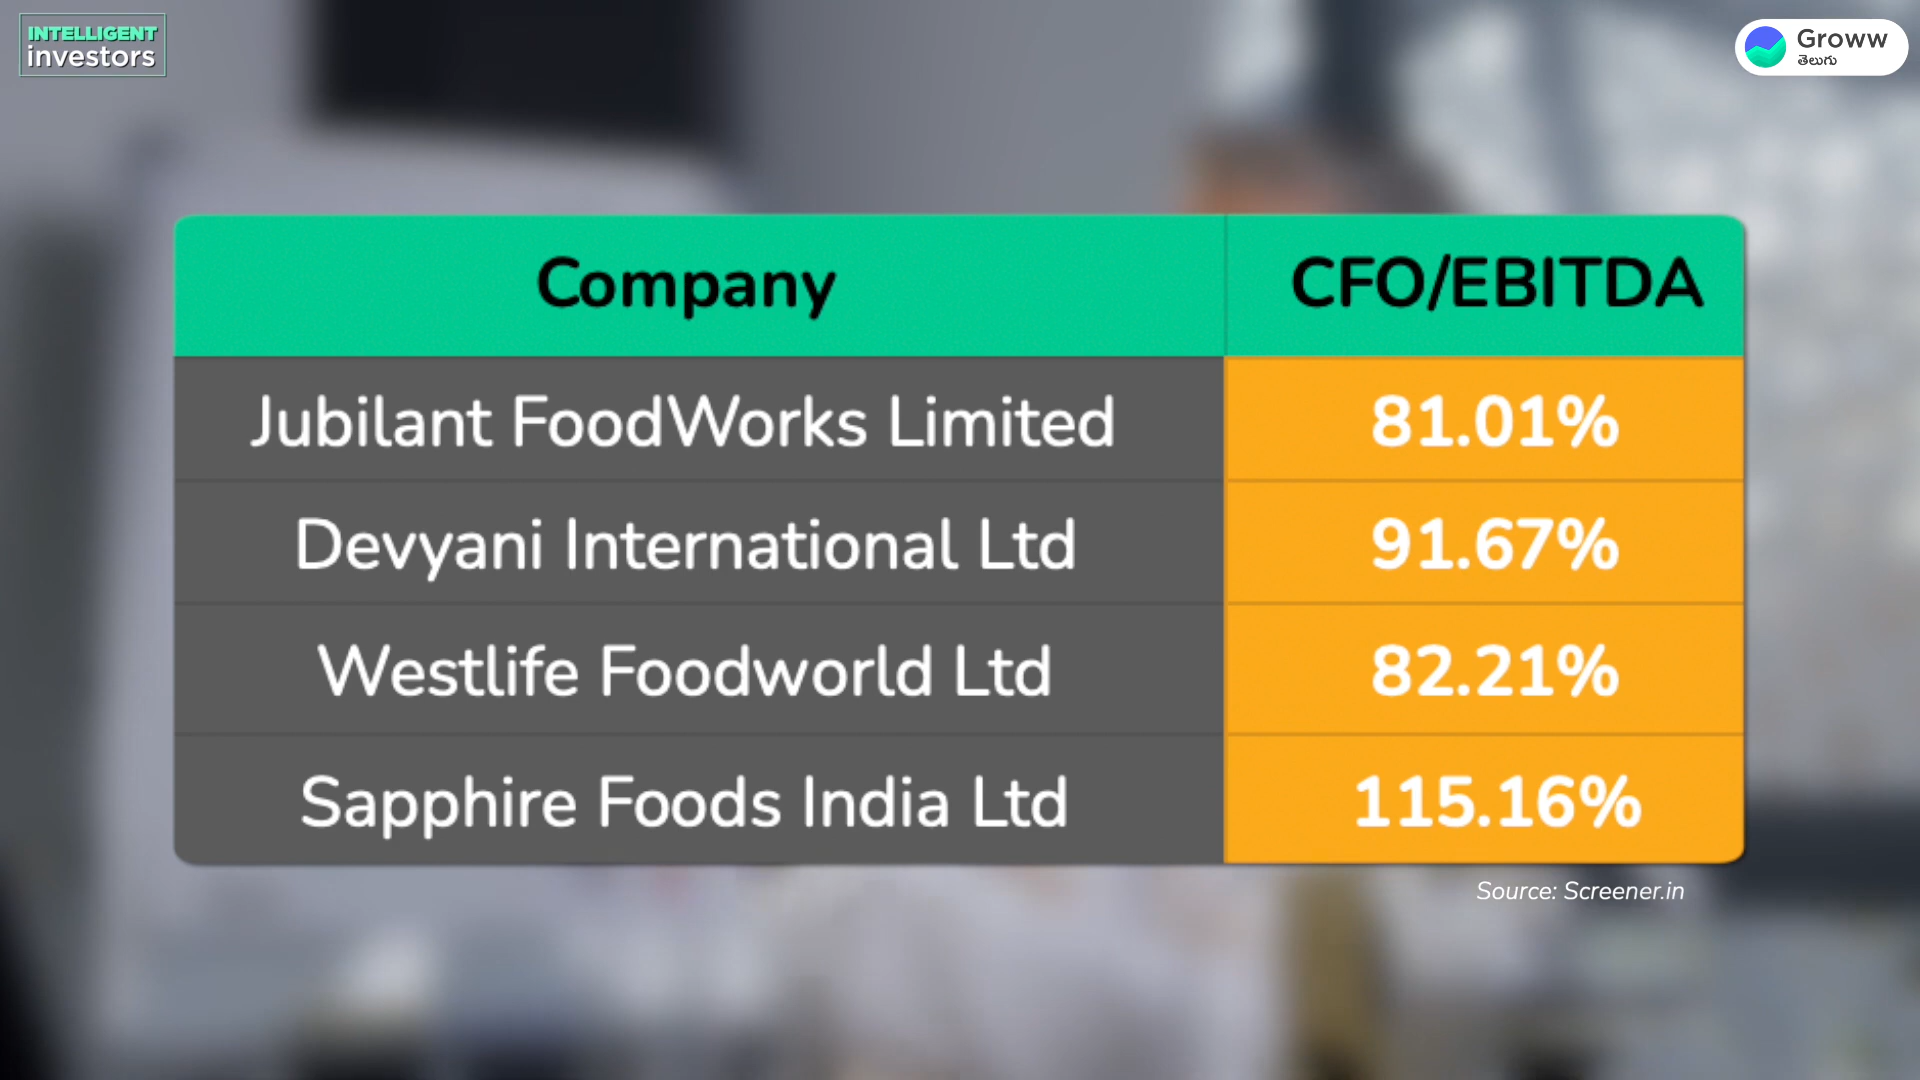 INTELLIGENT
investors
Groww
తెలుగు
Company CFO/EBITDA
Jubilant FoodWorks Limited 81.01%
Devyani International Ltd 91.67%
Westlife Foodworld Ltd 82.21%
Sapphire Foods India Ltd 115.16%
Source: Screener.in